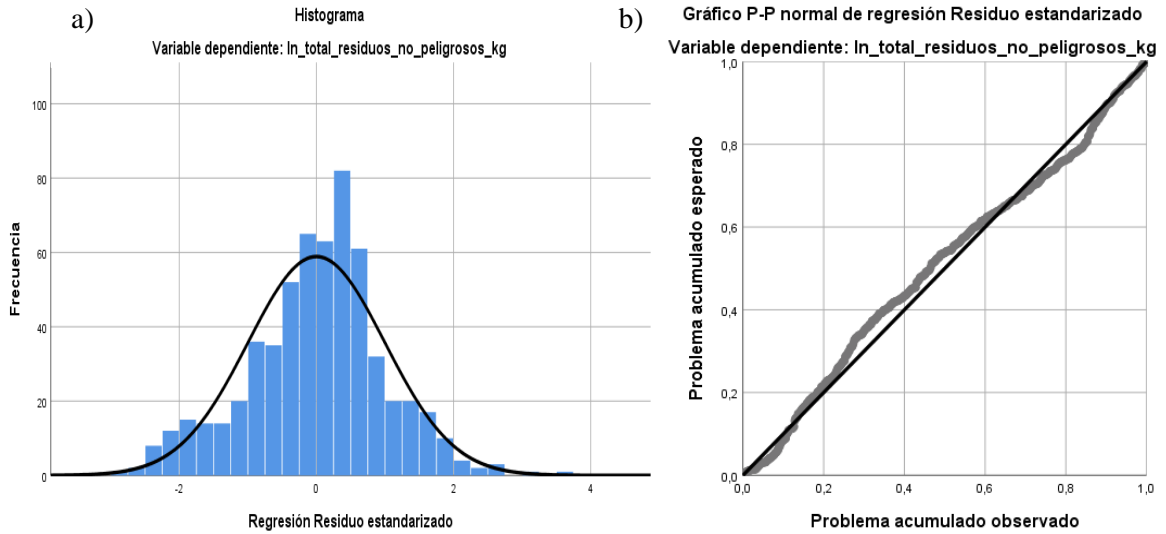 a)
Histograma
Variable dependiente: ln_total_residuos_no_peligrosos_kg
Frecuencia
100
80
60
40
20
0
-2
0
2
4
Regresión Residuo estandarizado
b)
Gráfico P-P normal de regresión Residuo estandarizado
Variable dependiente: ln_total_residuos_no_peligrosos_kg
Problema acumulado esperado
1,0
0,8
0,6
0,4
0,2
0,0
0,0
0,2
0,4
0,6
0,8
1,0
Problema acumulado observado